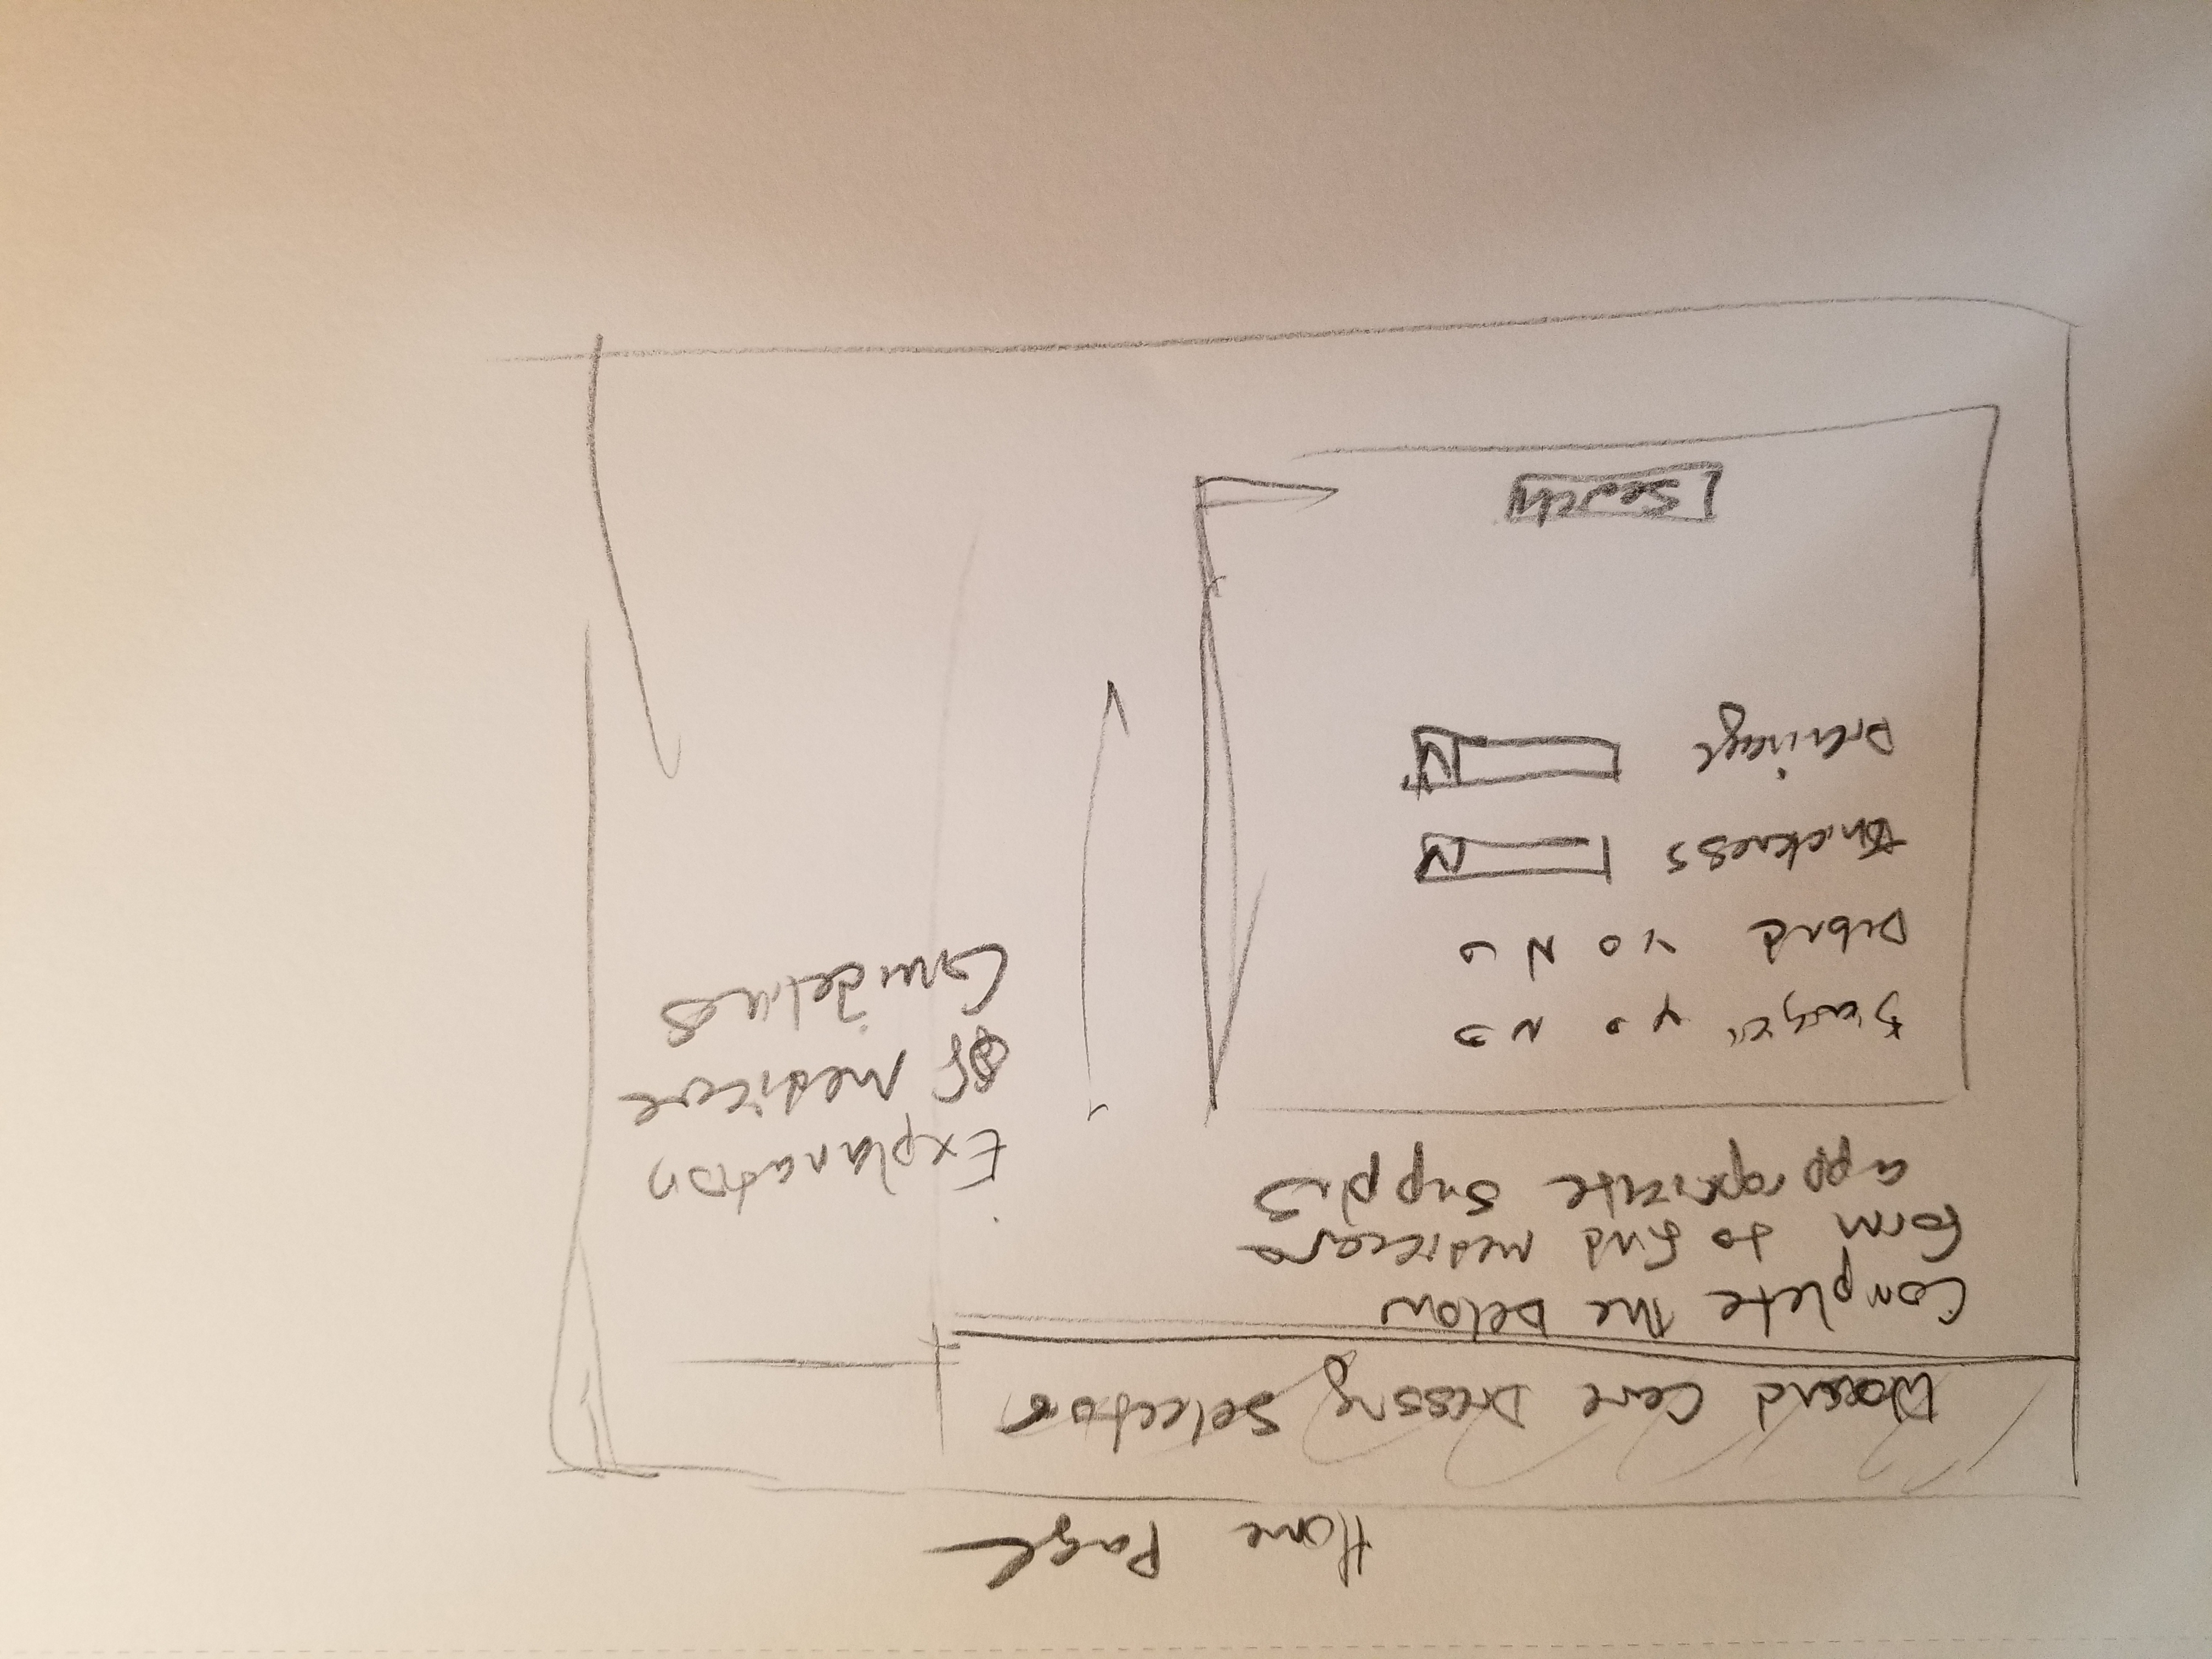 Home Page
Wound Care Dressing Selector
Complete The below
form to find medicare
appropriate supplies
Y N
Debrid Y N
thickness
Drainage
Search
Explanation
of medicare
Guidelines